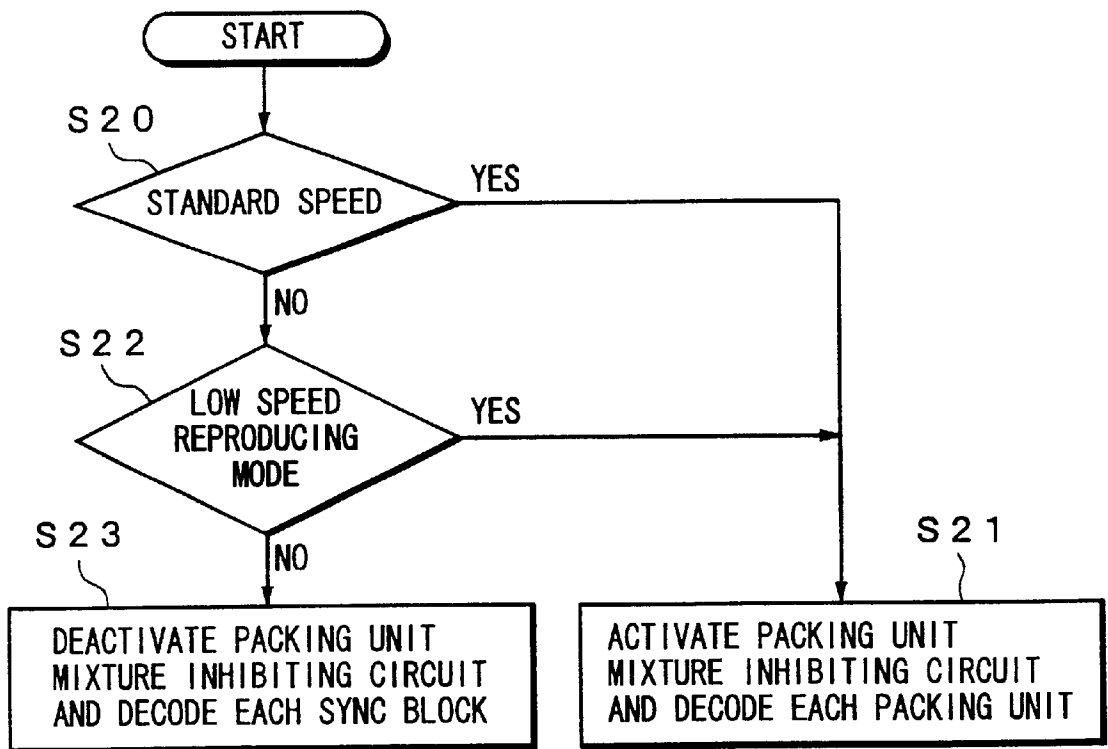 START
S20
STANDARD SPEED
YES
NO
S22
LOW SPEED
REPRODUCING
MODE
YES
NO
S23
DEACTIVATE PACKING UNIT
MIXTURE INHIBITING CIRCUIT
AND DECODE EACH SYNC BLOCK
S21
ACTIVATE PACKING UNIT
MIXTURE INHIBITING CIRCUIT
AND DECODE EACH PACKING UNIT